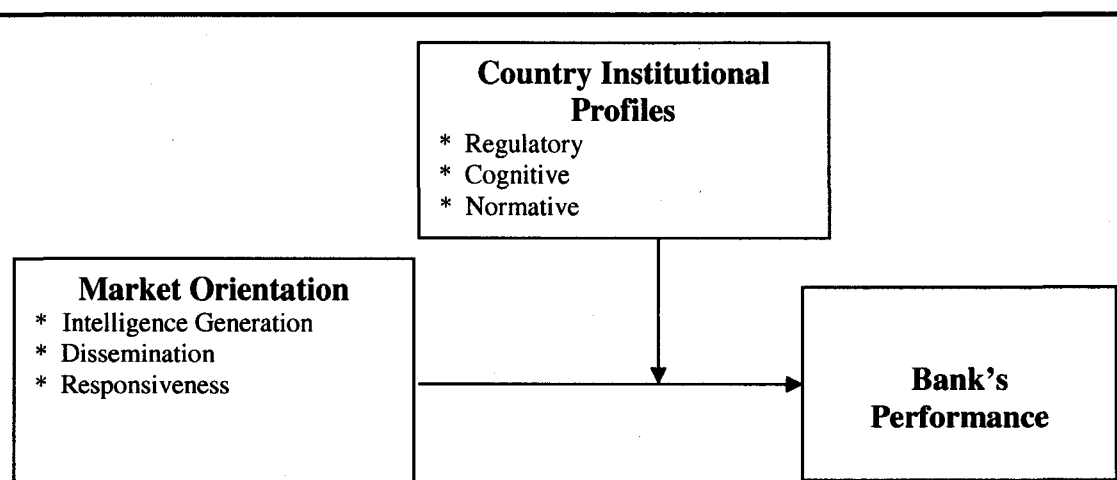 Country Institutional
Profiles
* Regulatory
* Cognitive
* Normative
Market Orientation
* Intelligence Generation
* Dissemination
* Responsiveness
Bank's
Performance